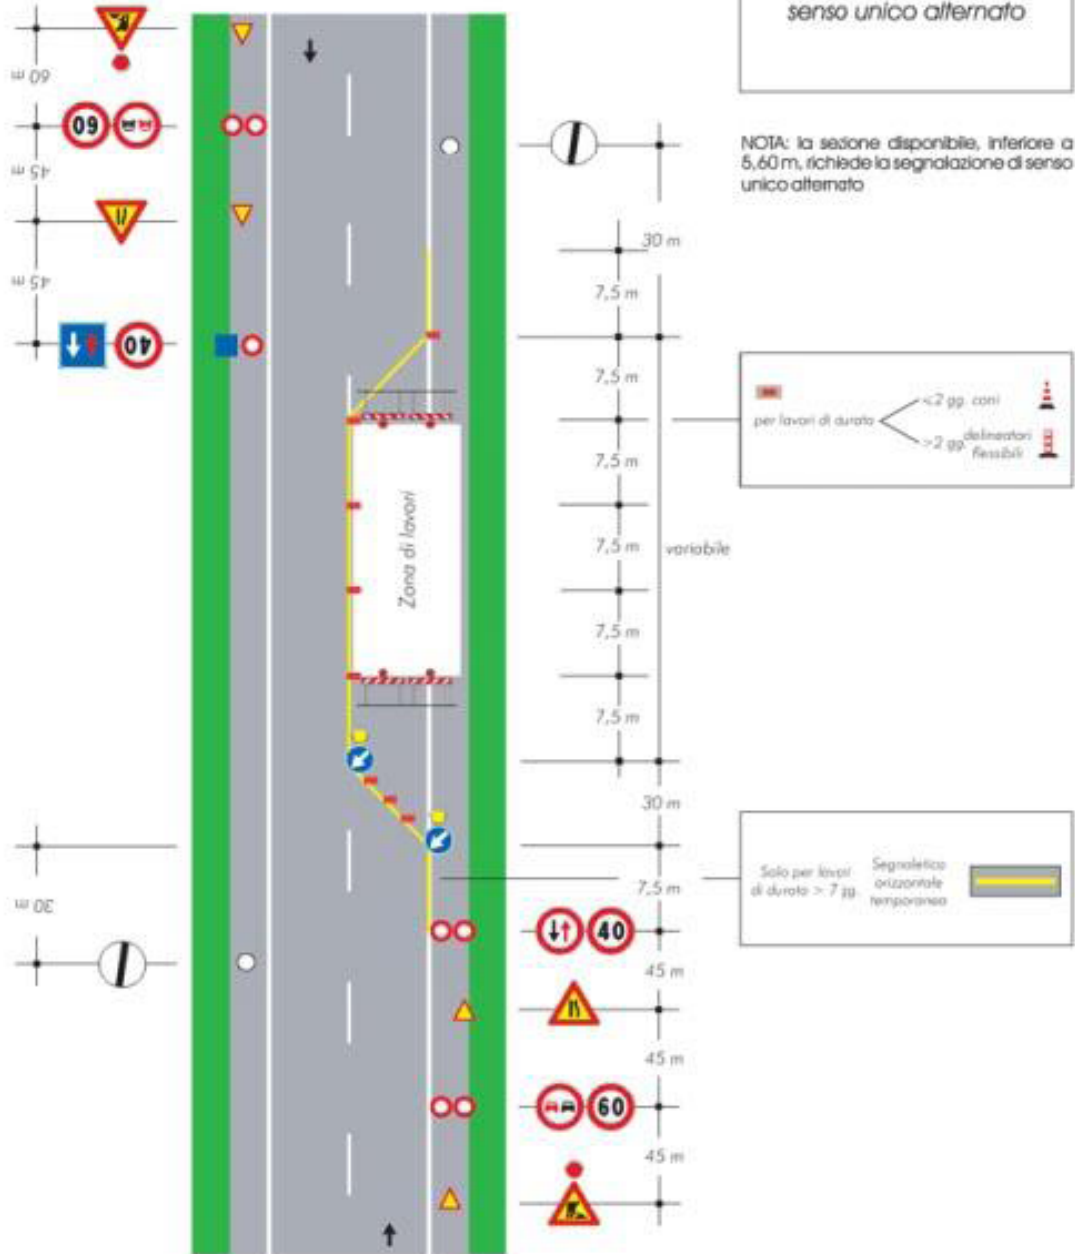 senso unico alternato
60 m
60
45 m
45 m
40
NOTA: la sezione disponibile, inferiore a
5,60 m, richiede la segnalazione di senso
unico alternato
30 m
7,5 m
7,5 m
7,5 m
7,5 m
7,5 m
7,5 m
variabile
30 m
7,5 m
Zona di lavori
per lavori di durata
<2 gg. coni
>2 gg. delineatori
flessibili
Solo per lavori
di durata > 7 gg.
Segnaletica
orizzontale
temporanea
30 m
40
45 m
45 m
60
45 m